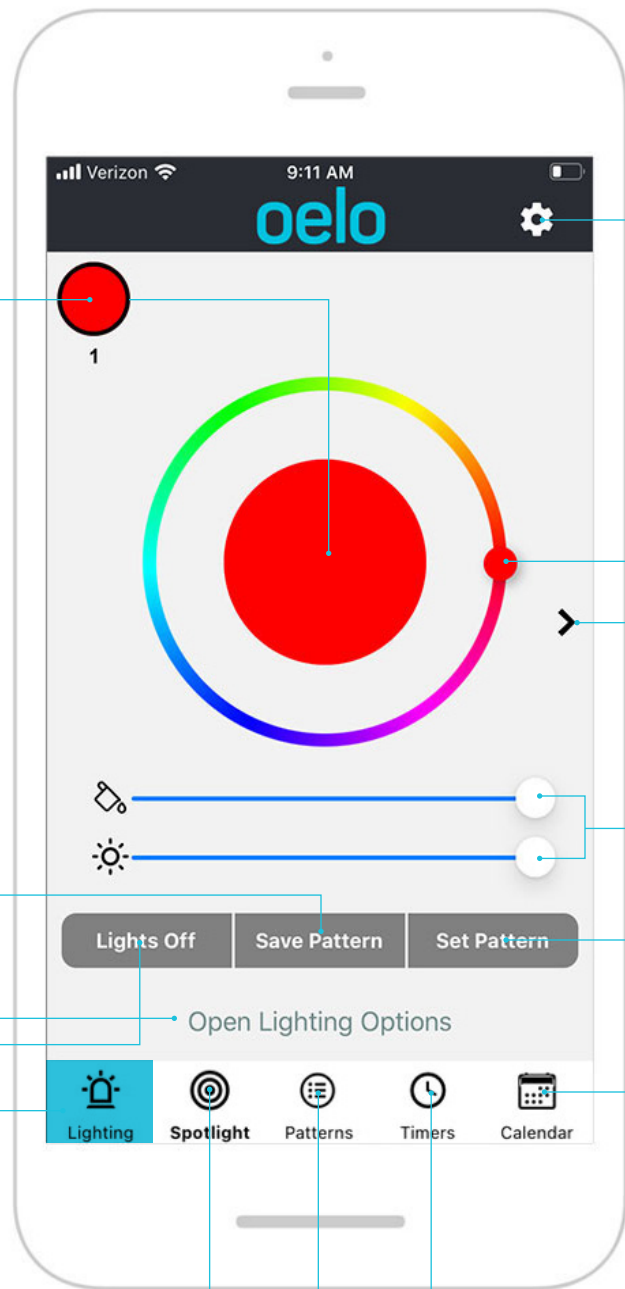 Verizon 9:11 AM
oelo
1
Lights Off Save Pattern Set Pattern
Open Lighting Options
Lighting Spotlight Patterns Timers Calendar